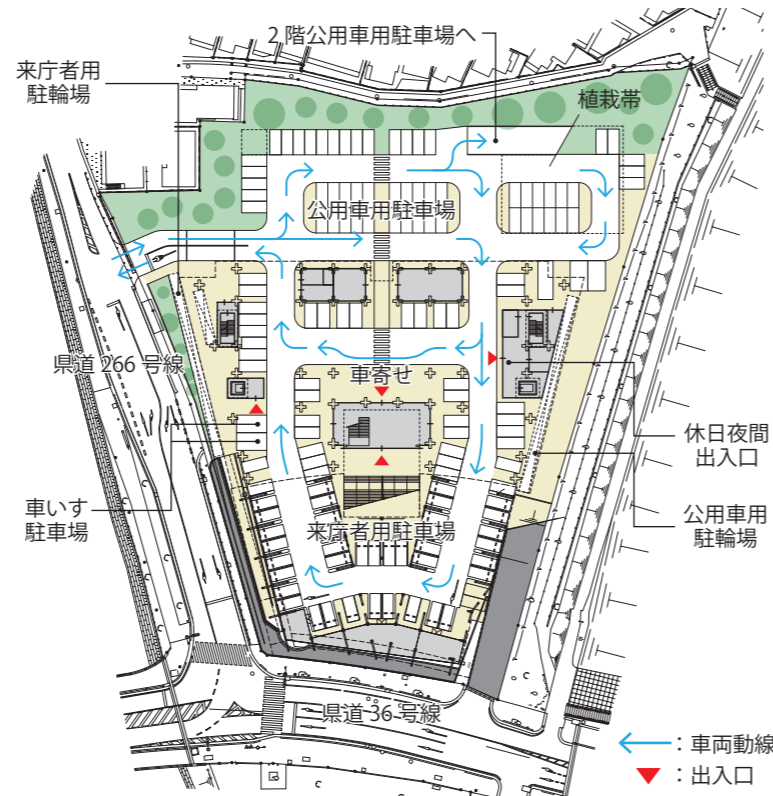 2階公用車用駐車場へ
来庁者用
駐輪場
植栽帯
公用車用駐車場
県道 266 号線
車寄せ
休日夜間
出入口
車いす
駐車場
来庁者用駐車場
公用車用
駐輪場
県道 36 号線
：車両動線
：出入口